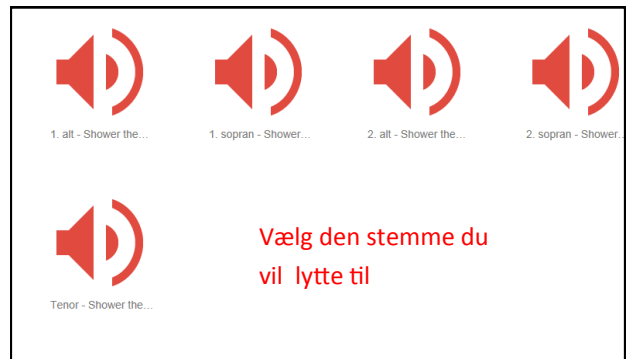 1. alt - Shower the...
1. sopran - Shower...
2. alt - Shower the...
2. sopran - Shower...
Vælg den stemme du
vil lytte til
Tenor - Shower the...